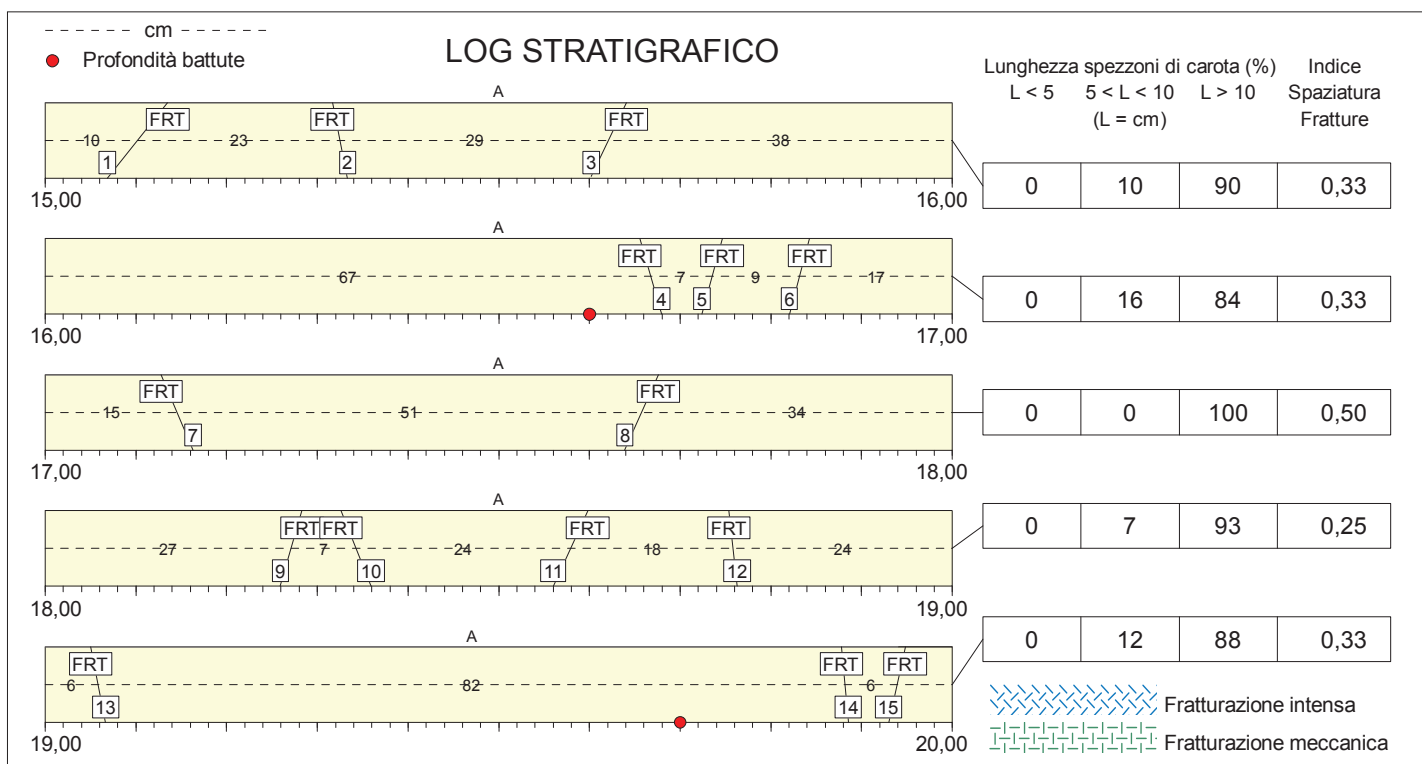 cm
Profondità battute
LOG STRATIGRAFICO
Lunghezza spezzoni di carota (%) Indice Spaziatura Fratture
L < 5 5 < L < 10 L > 10
(L = cm)
A
FRT FRT FRT
10 23 29 38
1 2 3
15,00 16,00
0 10 90 0,33
A
FRT FRT FRT
67 7 9 17
4 5 6
16,00 17,00
0 16 84 0,33
A
FRT FRT
15 51 34
7 8
17,00 18,00
0 0 100 0,50
A
FRT FRT FRT FRT
27 7 24 18 24
9 10 11 12
18,00 19,00
0 7 93 0,25
A
FRT FRT FRT
6 82 6
13 14 15
19,00 20,00
0 12 88 0,33
Fratturazione intensa
Fratturazione meccanica